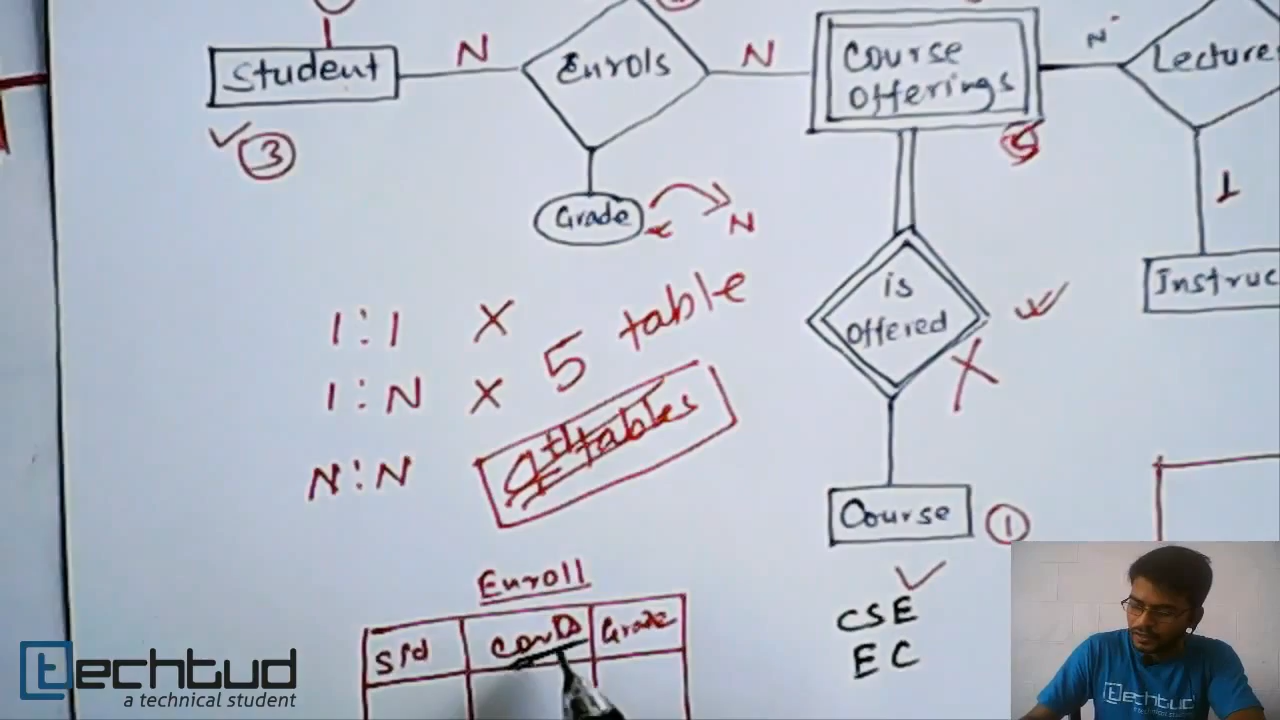 Student
N
Enrols
N
Course
Offerings
N
Lecture
3
5
Grade
N
1
is
Offered
Instruc
1:1 X
1:N X
5 table
N:N
4 tables
Course
1
Enroll
Sid
Grade
CSE
EC
techtud
a technical student
techtud